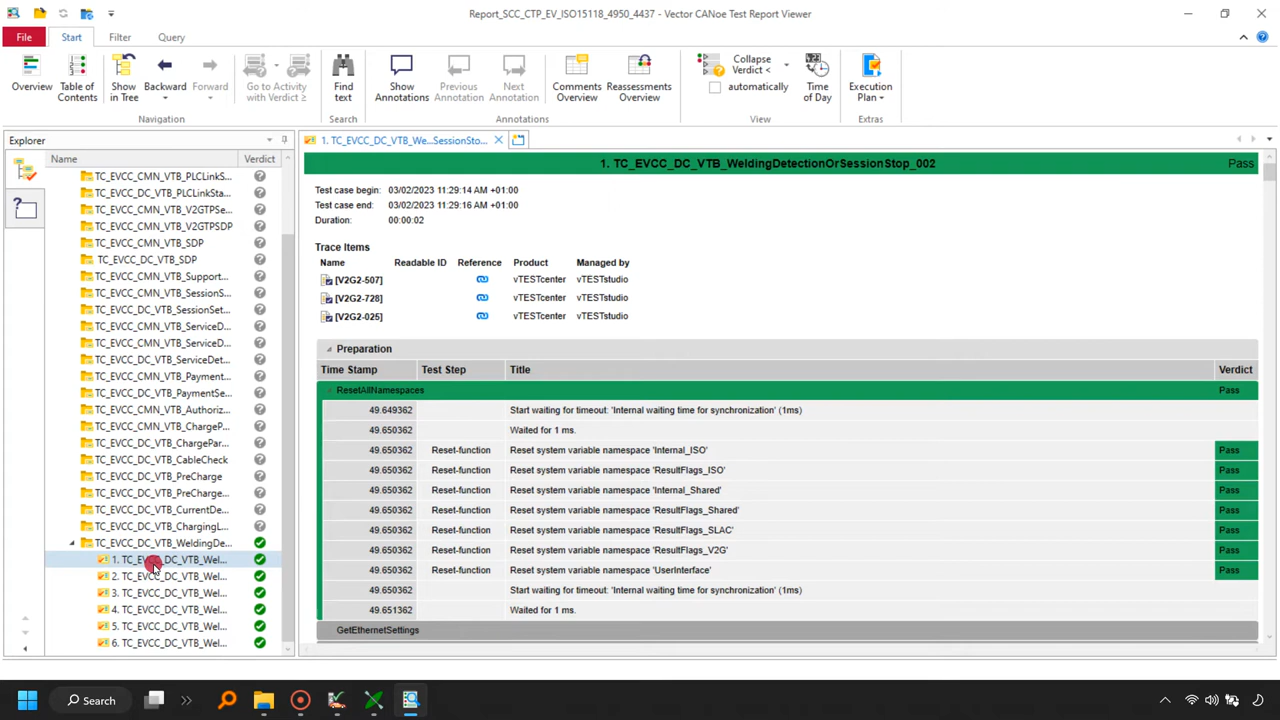 Report_SCC_CTP_EV_ISO15118_4950_4437 - Vector CANoe Test Report Viewer
File Start Filter Query
Overview
Table of Contents
Show in Tree
Backward
Forward
Go to Activity with Verdict ≥
Find text
Show Annotations
Previous Annotation
Next Annotation
Comments Overview
Reassessments Overview
Collapse Verdict <
automatically
Time of Day
Execution Plan
Navigation Search Annotations View Extras
Explorer
Name Verdict
TC_EVCC_CMN_VTB_PLCLinkS...
TC_EVCC_DC_VTB_PLCLinkSta...
TC_EVCC_CMN_VTB_V2GTPSe...
TC_EVCC_CMN_VTB_V2GTPSDP
TC_EVCC_CMN_VTB_SDP
TC_EVCC_DC_VTB_SDP
TC_EVCC_CMN_VTB_Support...
TC_EVCC_CMN_VTB_SessionS...
TC_EVCC_DC_VTB_SessionSet...
TC_EVCC_CMN_VTB_ServiceD...
TC_EVCC_CMN_VTB_ServiceD...
TC_EVCC_DC_VTB_ServiceDet...
TC_EVCC_CMN_VTB_Payment...
TC_EVCC_DC_VTB_PaymentSe...
TC_EVCC_CMN_VTB_Authoriz...
TC_EVCC_CMN_VTB_ChargeP...
TC_EVCC_DC_VTB_ChargePar...
TC_EVCC_DC_VTB_CableCheck
TC_EVCC_DC_VTB_PreCharge
TC_EVCC_DC_VTB_PreCharge...
TC_EVCC_DC_VTB_CurrentDe...
TC_EVCC_DC_VTB_ChargingL...
TC_EVCC_DC_VTB_WeldingDe...
1. TC_EVCC_DC_VTB_Wel...
2. TC_EVCC_DC_VTB_Wel...
3. TC_EVCC_DC_VTB_Wel...
4. TC_EVCC_DC_VTB_Wel...
5. TC_EVCC_DC_VTB_Wel...
6. TC_EVCC_DC_VTB_Wel...
1. TC_EVCC_DC_VTB_We...SessionSto...
1. TC_EVCC_DC_VTB_WeldingDetectionOrSessionStop_002 Pass
Test case begin: 03/02/2023 11:29:14 AM +01:00
Test case end: 03/02/2023 11:29:16 AM +01:00
Duration: 00:00:02
Trace Items
Name Readable ID Reference Product Managed by
[V2G2-507] vTESTcenter vTESTstudio
[V2G2-728] vTESTcenter vTESTstudio
[V2G2-025] vTESTcenter vTESTstudio
Preparation
Time Stamp Test Step Title Verdict
ResetAllNamespaces Pass
49.649362 Start waiting for timeout: 'Internal waiting time for synchronization' (1ms)
49.650362 Waited for 1 ms.
49.650362 Reset-function Reset system variable namespace 'Internal_ISO' Pass
49.650362 Reset-function Reset system variable namespace 'ResultFlags_ISO' Pass
49.650362 Reset-function Reset system variable namespace 'Internal_Shared' Pass
49.650362 Reset-function Reset system variable namespace 'ResultFlags_Shared' Pass
49.650362 Reset-function Reset system variable namespace 'ResultFlags_SLAC' Pass
49.650362 Reset-function Reset system variable namespace 'ResultFlags_V2G' Pass
49.650362 Reset-function Reset system variable namespace 'UserInterface' Pass
49.650362 Start waiting for timeout: 'Internal waiting time for synchronization' (1ms)
49.651362 Waited for 1 ms.
GetEthernetSettings
Search